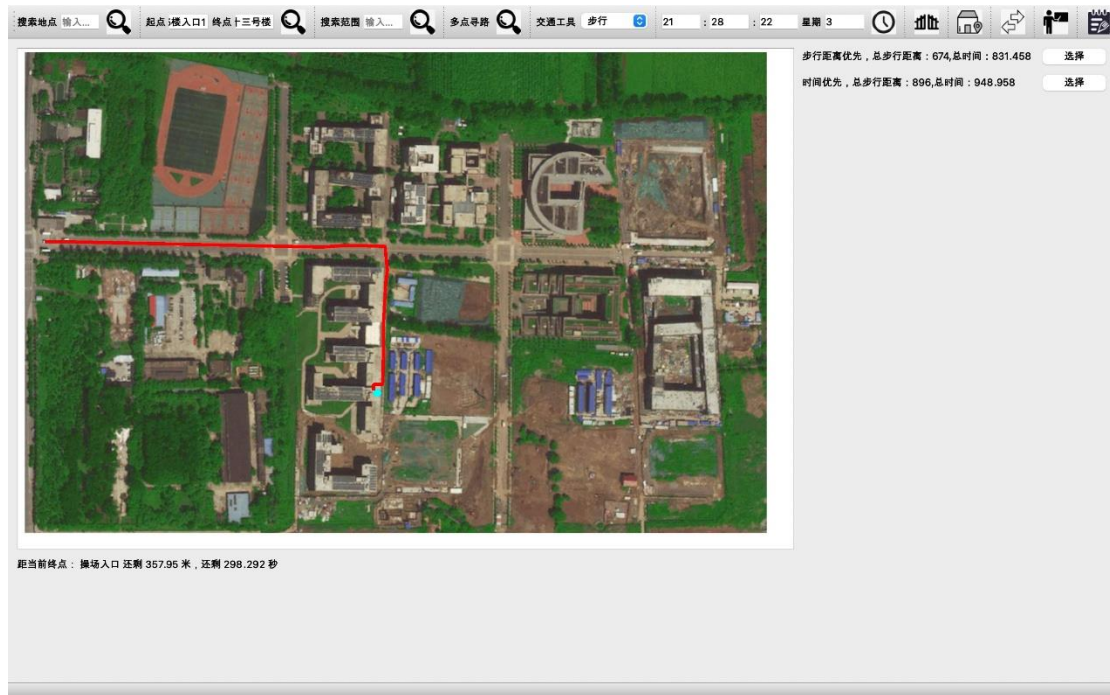 搜索地点 输入... 起点 楼入口1 终点 十三号楼 搜索范围 输入... 多点寻路 交通工具 步行 21 : 28 : 22 星期 3
步行距离优先，总步行距离：674,总时间：831.458 选择
时间优先，总步行距离：896,总时间：948.958 选择
距当前终点： 操场入口 还剩 357.95 米，还剩 298.292 秒